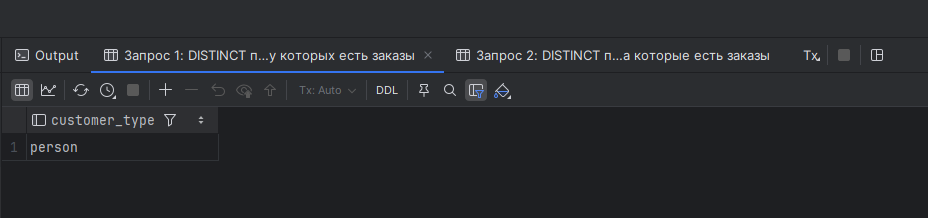 Output Запрос 1: DISTINCT п...у которых есть заказы Запрос 2: DISTINCT п...а которые есть заказы Tx
Tx: Auto DDL
customer_type
1 person